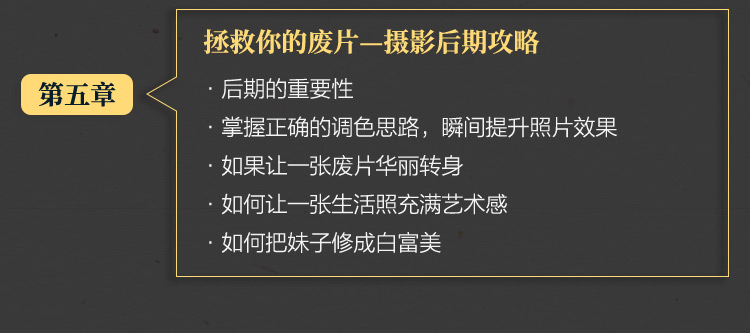 拯救你的废片—摄影后期攻略
第五章
· 后期的重要性
· 掌握正确的调色思路，瞬间提升照片效果
· 如果让一张废片华丽转身
· 如何让一张生活照充满艺术感
· 如何把妹子修成白富美